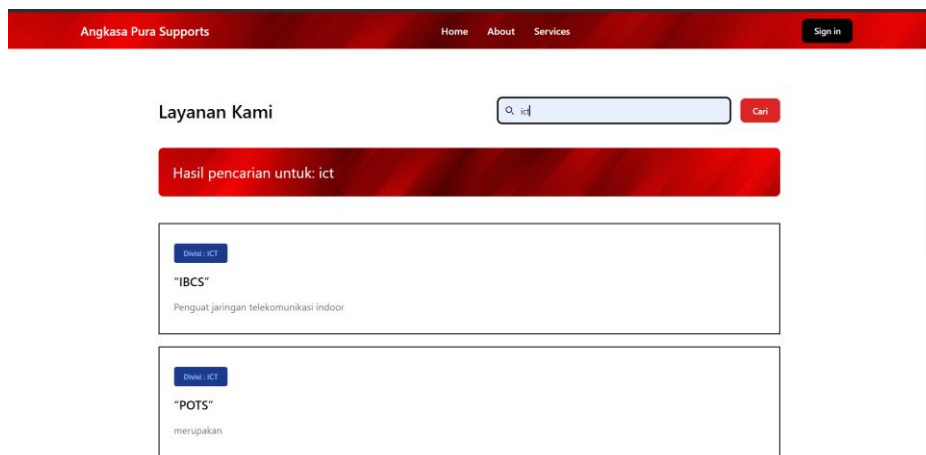 Angkasa Pura Supports Home About Services Sign in
Layanan Kami ict Cari
Hasil pencarian untuk: ict
Divisi : ICT
"IBCS"
Penguat jaringan telekomunikasi indoor
Divisi : ICT
"POTS"
merupakan